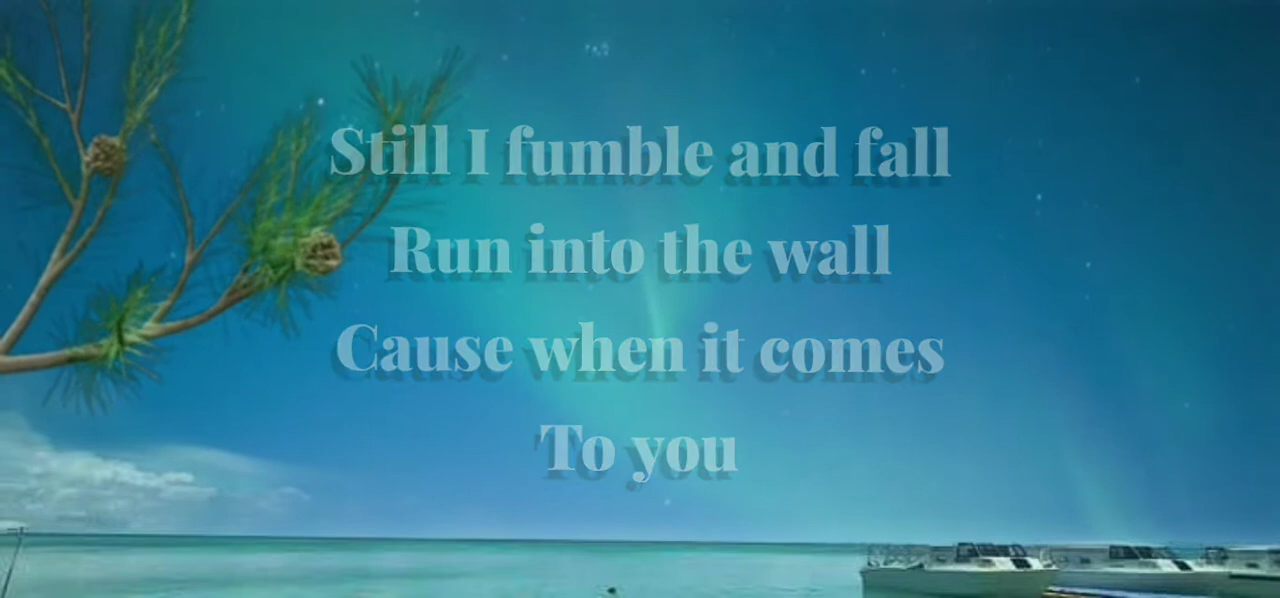 Still I fumble and fall
Run into the wall
Cause when it comes
To you